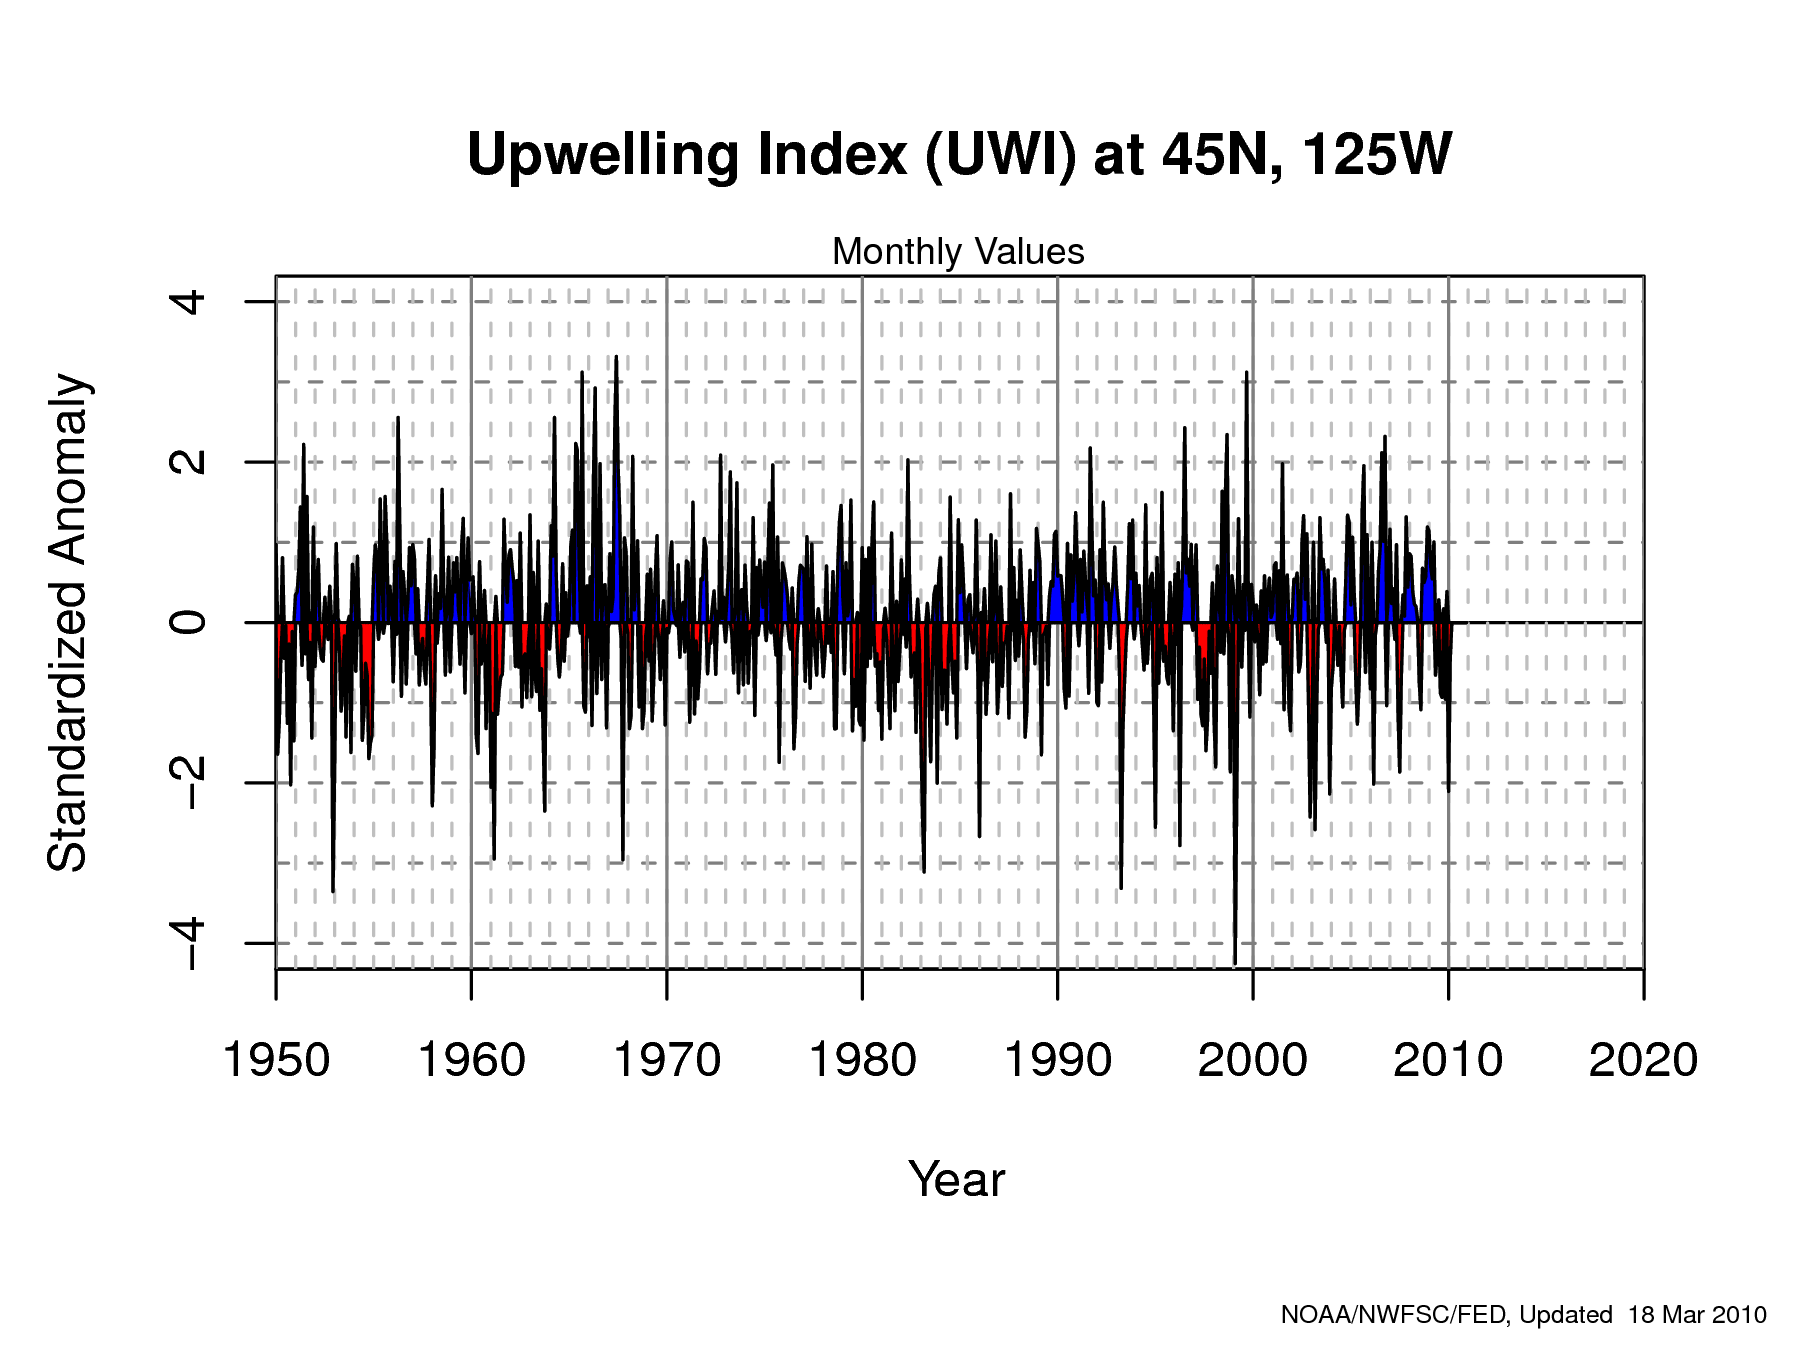 Upwelling Index (UWI) at 45N, 125W
Monthly Values
Standardized Anomaly
4
2
0
−2
−4
1950 1960 1970 1980 1990 2000 2010 2020
Year
NOAA/NWFSC/FED, Updated 18 Mar 2010